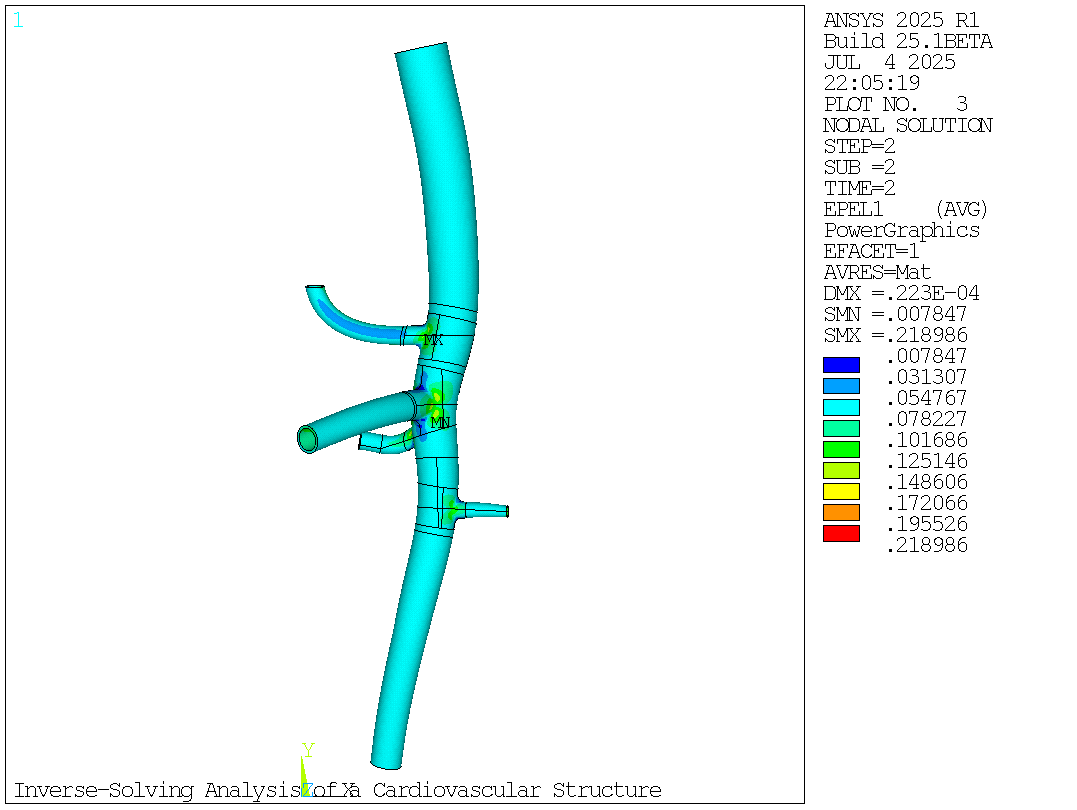 1
ANSYS 2025 R1
Build 25.1BETA
JUL 4 2025
22:05:19
PLOT NO. 3
NODAL SOLUTION
STEP=2
SUB =2
TIME=2
EPEL1 (AVG)
PowerGraphics
EFACET=1
AVRES=Mat
DMX =.223E-04
SMN =.007847
SMX =.218986
.007847
.031307
.054767
.078227
.101686
.125146
.148606
.172066
.195526
.218986
MX
MN
Y
Z X
Inverse-Solving Analysis of a Cardiovascular Structure